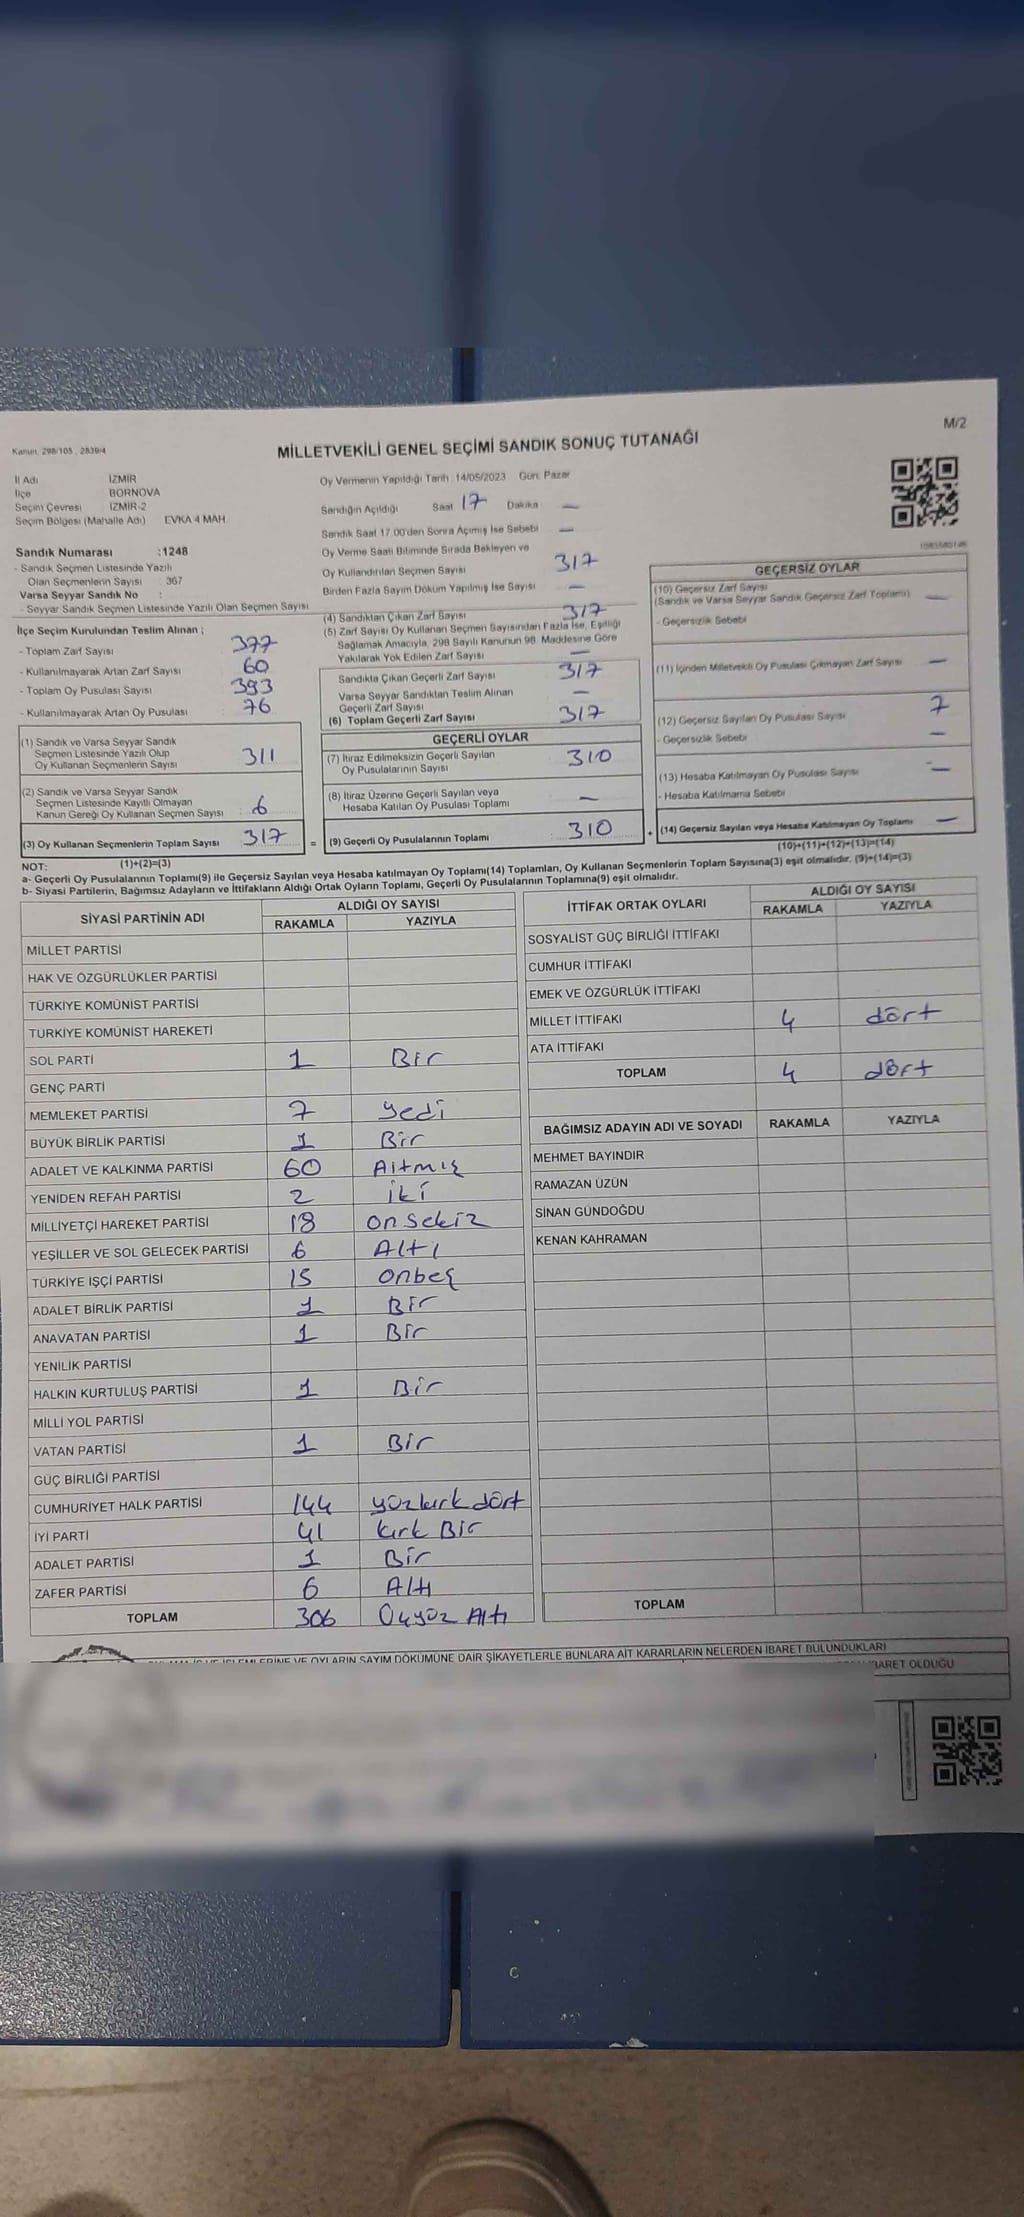 M/2
Kanun, 298/105 , 2839/4
MİLLETVEKİLİ GENEL SEÇİMİ SANDIK SONUÇ TUTANAĞI
İl Adı İZMİR
İlçe BORNOVA
Seçim Çevresi İZMİR-2
Seçim Bölgesi (Mahalle Adı) EVKA 4 MAH
Sandık Numarası :1248
- Sandık Seçmen Listesinde Yazılı
Olan Seçmenlerin Sayısı : 367
Varsa Seyyar Sandık No :
- Seyyar Sandık Seçmen Listesinde Yazılı Olan Seçmen Sayısı
İlçe Seçim Kurulundan Teslim Alınan ;
- Toplam Zarf Sayısı 377
- Kullanılmayarak Artan Zarf Sayısı 60
- Toplam Oy Pusulası Sayısı 393
- Kullanılmayarak Artan Oy Pusulası 76
(1) Sandık ve Varsa Seyyar Sandık
Seçmen Listesinde Yazılı Olup
Oy Kullanan Seçmenlerin Sayısı 311
(2) Sandık ve Varsa Seyyar Sandık
Seçmen Listesinde Kayıtlı Olmayan
Kanun Gereği Oy Kullanan Seçmen Sayısı 6
(3) Oy Kullanan Seçmenlerin Toplam Sayısı 317 =
(1)+(2)=(3)
Oy Vermenin Yapıldığı Tarih :14/05/2023 Gün: Pazar
Sandığın Açıldığı Saat 17 Dakika —
Sandık Saat 17.00'den Sonra Açımış İse Sebebi —
Oy Verme Saati Bitiminde Sırada Bekleyen ve
Oy Kullandırılan Seçmen Sayısı 317
Birden Fazla Sayım Döküm Yapılmış İse Sayısı —
(4) Sandıktan Çıkan Zarf Sayısı 317
(5) Zarf Sayısı Oy Kullanan Seçmen Sayısından Fazla İse, Eşitliği
Sağlamak Amacıyla, 298 Sayılı Kanunun 98. Maddesine Göre
Yakılarak Yok Edilen Zarf Sayısı —
Sandıkta Çıkan Geçerli Zarf Sayısı 317
Varsa Seyyar Sandıktan Teslim Alınan
Geçerli Zarf Sayısı —
(6) Toplam Geçerli Zarf Sayısı 317
GEÇERLİ OYLAR
(7) İtiraz Edilmeksizin Geçerli Sayılan
Oy Pusulalarının Sayısı 310
(8) İtiraz Üzerine Geçerli Sayılan veya
Hesaba Katılan Oy Pusulası Toplamı —
(9) Geçerli Oy Pusulalarının Toplamı : 310 +
GEÇERSİZ OYLAR
(10) Geçersiz Zarf Sayısı
(Sandık ve Varsa Seyyar Sandık Geçersiz Zarf Toplamı) —
- Geçersizlik Sebebi
(11) İçinden Milletvekili Oy Pusulası Çıkmayan Zarf Sayısı —
(12) Geçersiz Sayılan Oy Pusulası Sayısı 7
- Geçersizlik Sebebi —
(13) Hesaba Katılmayan Oy Pusulası Sayısı —
- Hesaba Katılmama Sebebi
(14) Geçersiz Sayılan veya Hesaba Katılmayan Oy Toplamı —
(10)+(11)+(12)+(13)=(14)
NOT:
a- Geçerli Oy Pusulalarının Toplamı(9) ile Geçersiz Sayılan veya Hesaba katılmayan Oy Toplamı(14) Toplamları, Oy Kullanan Seçmenlerin Toplam Sayısına(3) eşit olmalıdır. (9)+(14)=(3)
b- Siyasi Partilerin, Bağımsız Adayların ve İttifakların Aldığı Ortak Oyların Toplamı, Geçerli Oy Pusulalarının Toplamına(9) eşit olmalıdır.
SİYASİ PARTİNİN ADI ALDIĞI OY SAYISI
RAKAMLA YAZIYLA
MİLLET PARTİSİ
HAK VE ÖZGÜRLÜKLER PARTİSİ
TÜRKİYE KOMÜNİST PARTİSİ
TÜRKİYE KOMÜNİST HAREKETİ
SOL PARTİ 1 Bir
GENÇ PARTİ
MEMLEKET PARTİSİ 7 yedi
BÜYÜK BİRLİK PARTİSİ 1 Bir
ADALET VE KALKINMA PARTİSİ 60 Altmış
YENİDEN REFAH PARTİSİ 2 iki
MİLLİYETÇİ HAREKET PARTİSİ 18 onsekiz
YEŞİLLER VE SOL GELECEK PARTİSİ 6 Altı
TÜRKİYE İŞÇİ PARTİSİ 15 onbeş
ADALET BİRLİK PARTİSİ 1 Bir
ANAVATAN PARTİSİ 1 Bir
YENİLİK PARTİSİ
HALKIN KURTULUŞ PARTİSİ 1 Bir
MİLLİ YOL PARTİSİ
VATAN PARTİSİ 1 Bir
GÜÇ BİRLİĞİ PARTİSİ
CUMHURİYET HALK PARTİSİ 144 yüzkırk dört
İYİ PARTİ 41 kırk Bir
ADALET PARTİSİ 1 Bir
ZAFER PARTİSİ 6 Altı
TOPLAM 306 Üçyüz Altı
İTTİFAK ORTAK OYLARI ALDIĞI OY SAYISI
RAKAMLA YAZIYLA
SOSYALİST GÜÇ BİRLİĞİ İTTİFAKI
CUMHUR İTTİFAKI
EMEK VE ÖZGÜRLÜK İTTİFAKI
MİLLET İTTİFAKI 4 dört
ATA İTTİFAKI
TOPLAM 4 dört
BAĞIMSIZ ADAYIN ADI VE SOYADI RAKAMLA YAZIYLA
MEHMET BAYINDIR
RAMAZAN UZÜN
SİNAN GÜNDOĞDU
KENAN KAHRAMAN
TOPLAM
OYLARIN SAYIM DÖKÜMÜNE DAİR ŞİKAYETLERLE BUNLARA AİT KARARLARIN NELERDEN İBARET BULUNDUKLARI
İBARET OLDUĞU